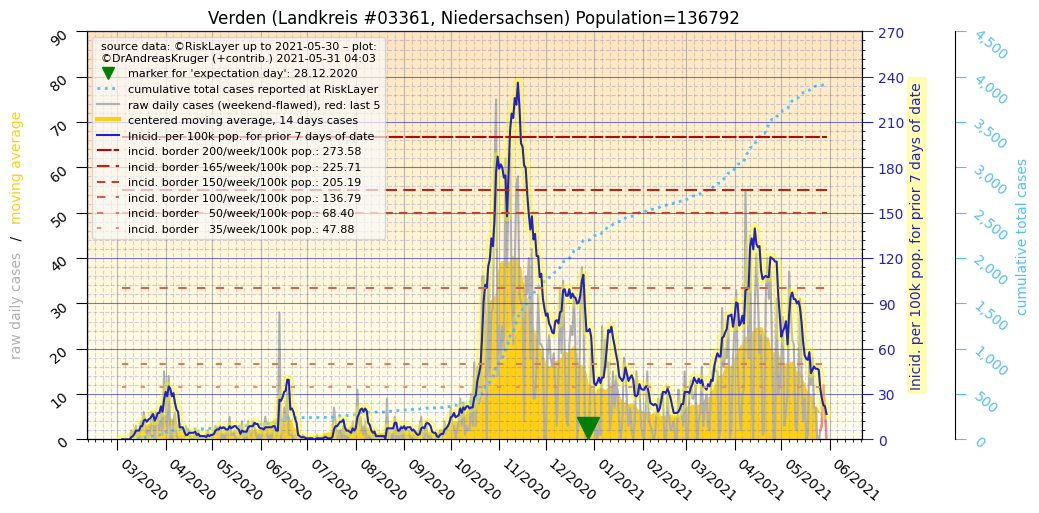 Verden (Landkreis #03361, Niedersachsen) Population=136792
source data: ©RiskLayer up to 2021-05-30 – plot:
©DrAndreasKruger (+contrib.) 2021-05-31 04:03
marker for 'expectation day': 28.12.2020
cumulative total cases reported at RiskLayer
raw daily cases (weekend-flawed), red: last 5
centered moving average, 14 days cases
Inicid. per 100k pop. for prior 7 days of date
incid. border 200/week/100k pop.: 273.58
incid. border 165/week/100k pop.: 225.71
incid. border 150/week/100k pop.: 205.19
incid. border 100/week/100k pop.: 136.79
incid. border   50/week/100k pop.: 68.40
incid. border   35/week/100k pop.: 47.88
raw daily cases / moving average
90
80
70
60
50
40
30
20
10
0
03/2020
04/2020
05/2020
06/2020
07/2020
08/2020
09/2020
10/2020
11/2020
12/2020
01/2021
02/2021
03/2021
04/2021
05/2021
06/2021
270
240
210
180
150
120
90
60
30
0
Inicid. per 100k pop. for prior 7 days of date
4,500
4,000
3,500
3,000
2,500
2,000
1,500
1,000
500
0
cumulative total cases